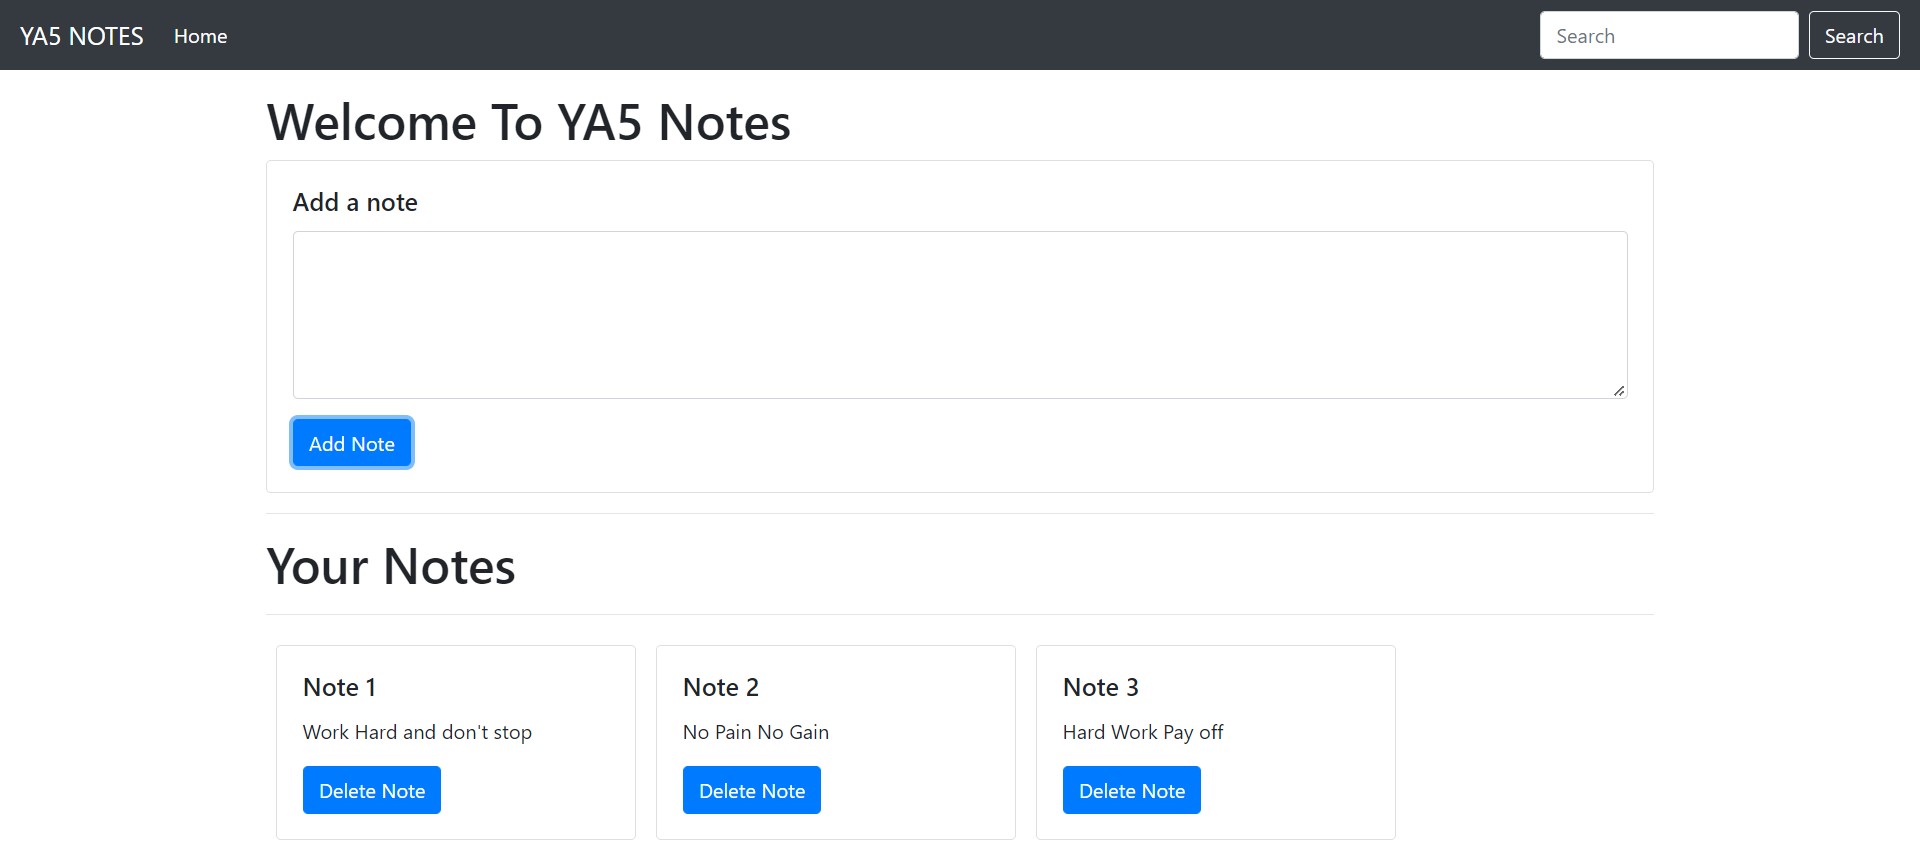 YA5 NOTES Home Search Search
Welcome To YA5 Notes
Add a note
Add Note
Your Notes
Note 1
Work Hard and don't stop
Delete Note
Note 2
No Pain No Gain
Delete Note
Note 3
Hard Work Pay off
Delete Note